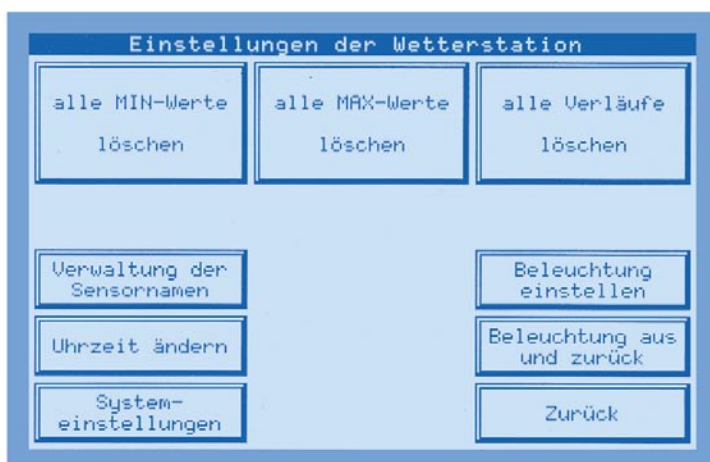 Einstellungen der Wetterstation
alle MIN-Werte
löschen
alle MAX-Werte
löschen
alle Verläufe
löschen
Verwaltung der
Sensornamen
Beleuchtung
einstellen
Uhrzeit ändern
Beleuchtung aus
und zurück
System-
einstellungen
Zurück